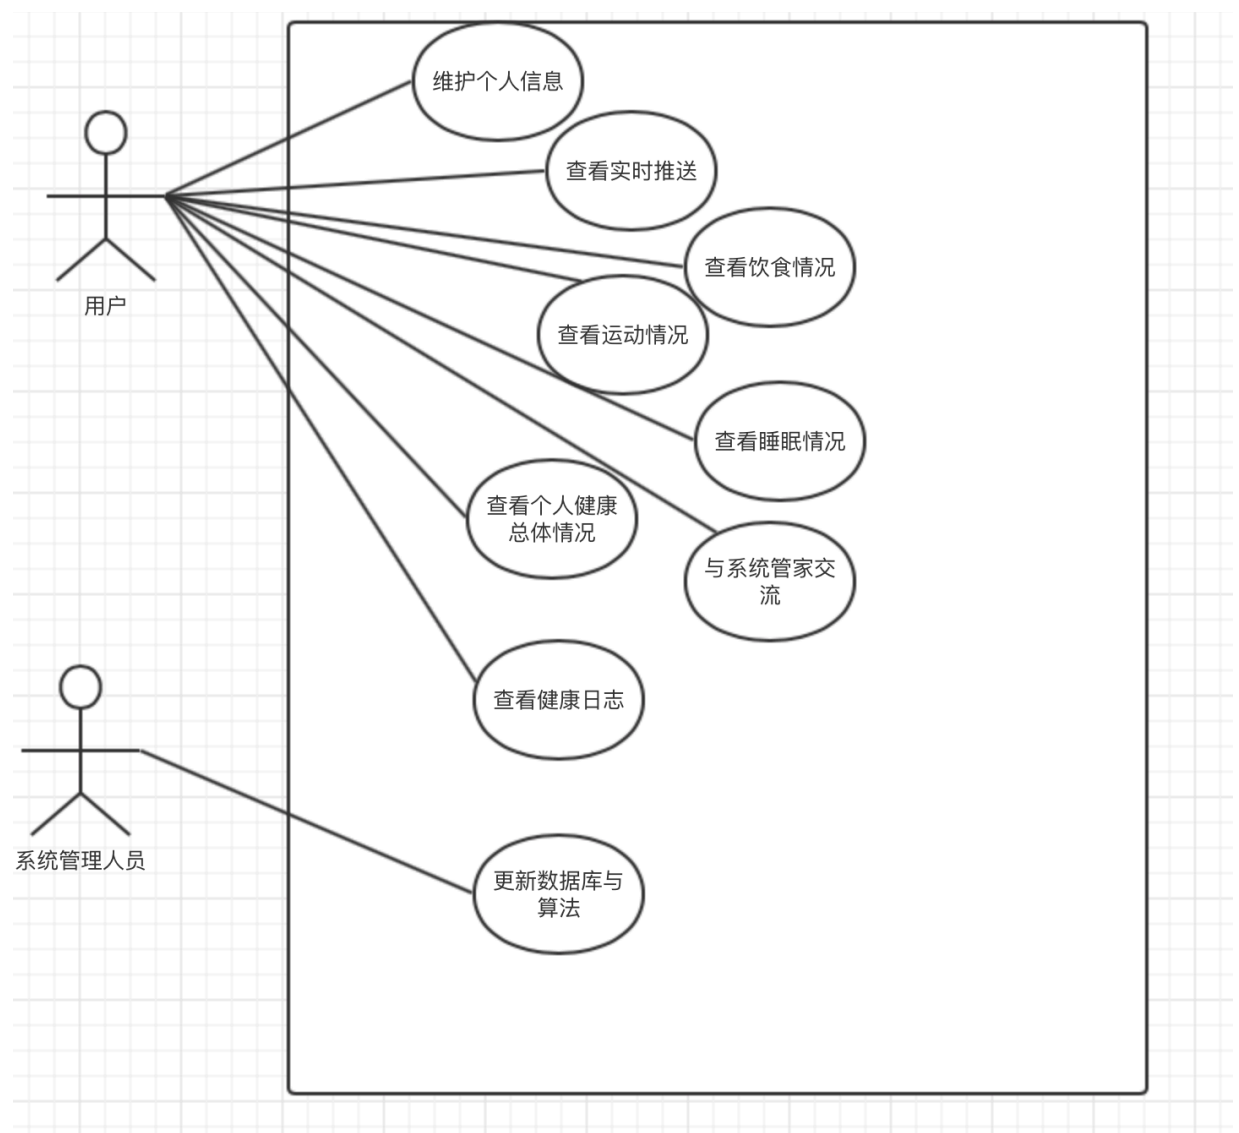 维护个人信息
查看实时推送
查看饮食情况
用户
查看运动情况
查看睡眠情况
查看个人健康
总体情况
与系统管家交
流
查看健康日志
系统管理人员
更新数据库与
算法